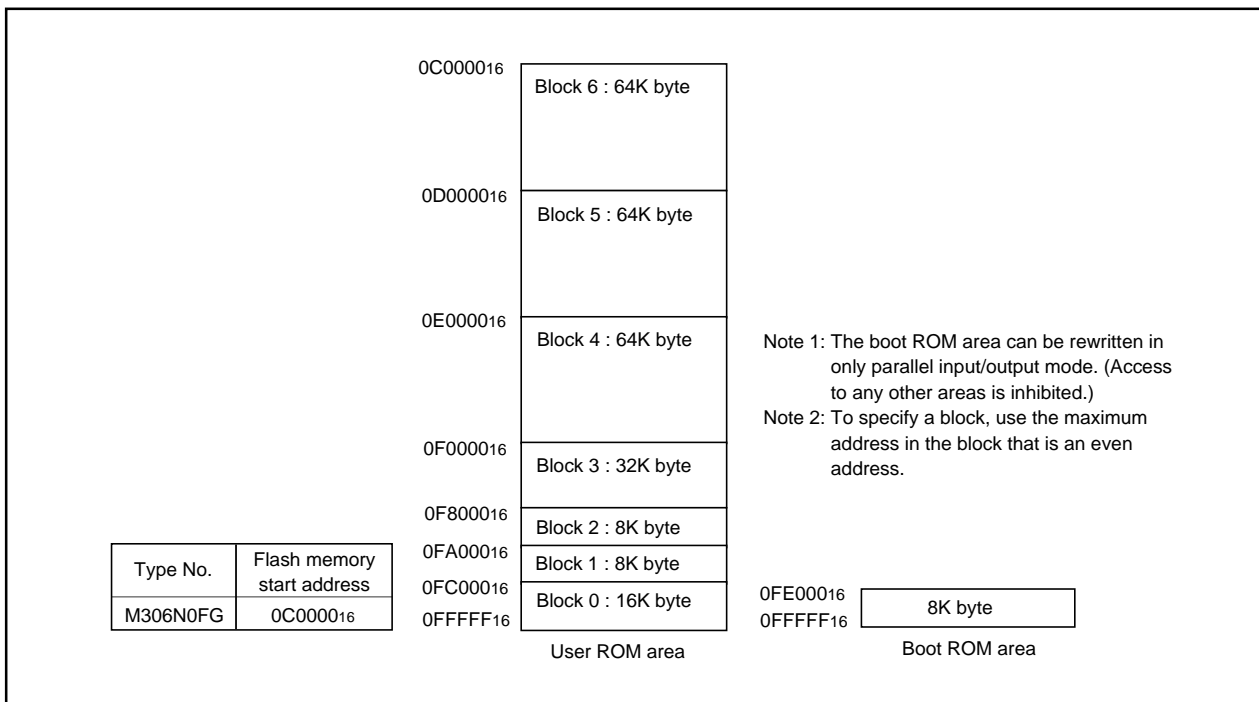 0C000016
Block 6 : 64K byte
0D000016
Block 5 : 64K byte
0E000016
Block 4 : 64K byte
Note 1: The boot ROM area can be rewritten in
only parallel input/output mode. (Access
to any other areas is inhibited.)
Note 2: To specify a block, use the maximum
address in the block that is an even
address.
0F000016
Block 3 : 32K byte
0F800016
Block 2 : 8K byte
0FA00016
Block 1 : 8K byte
0FC00016
Block 0 : 16K byte
0FFFFF16
User ROM area
Type No.
Flash memory
start address
M306N0FG
0C000016
0FE00016
8K byte
0FFFFF16
Boot ROM area